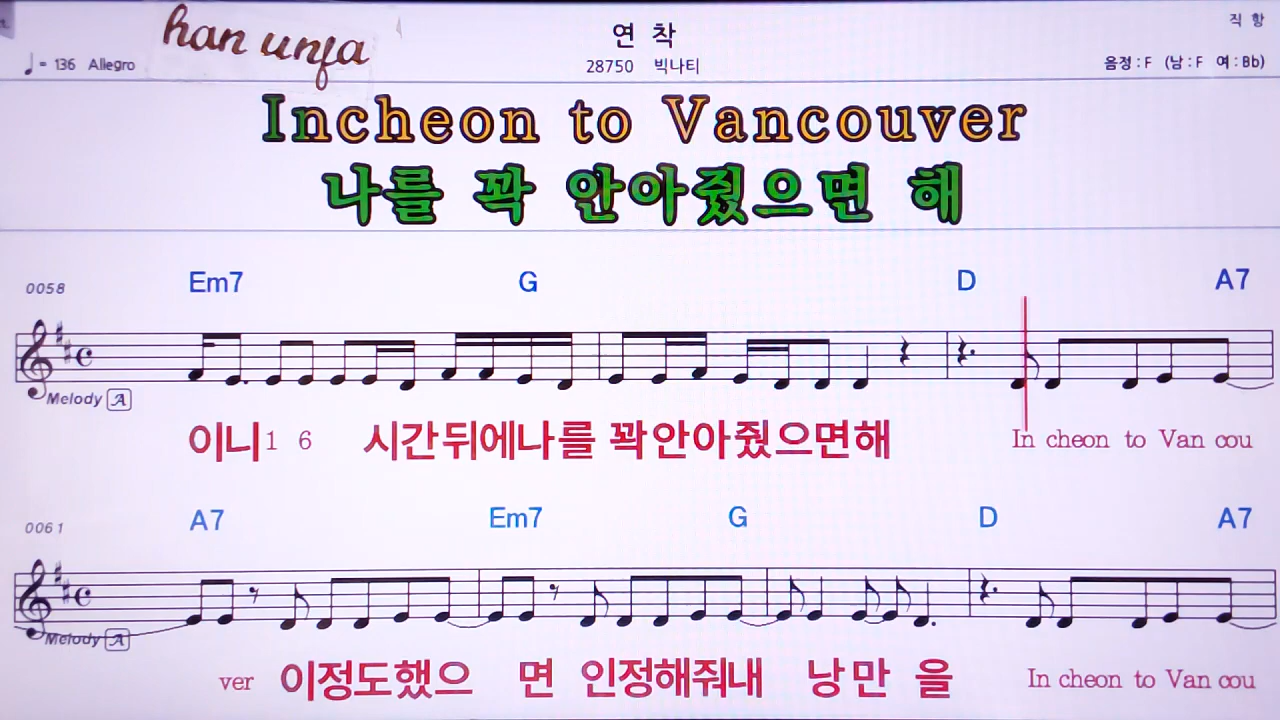 han unfa
연 착
직 항
♩= 136 Allegro
28750 빅나티
음정 : F (남 : F 여 : Bb)
Incheon to Vancouver
나를 꽉 안아줬으면 해
0058 Em7 G D A7
Melody A
이니1 6 시간뒤에나를 꽉안아줬으면해 In cheon to Van cou
0061 A7 Em7 G D A7
Melody A
ver 이정도했으 면 인정해줘내 낭만 을 In cheon to Van cou